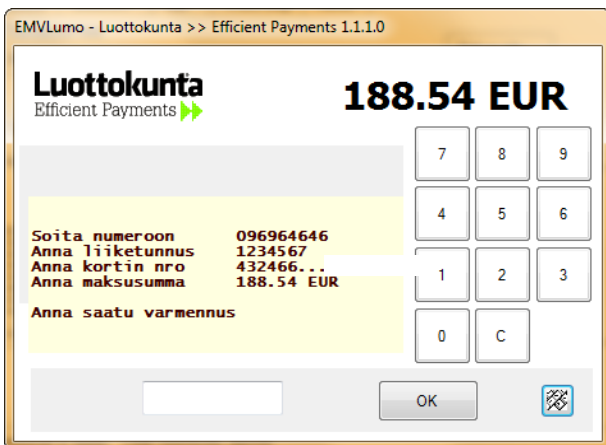 EMVLumo - Luottokunta >> Efficient Payments 1.1.1.0
Luottokunta
Efficient Payments
188.54 EUR
7 8 9
4 5 6
1 2 3
0 C
Soita numeroon 096964646
Anna liiketunnus 1234567
Anna kortin nro 432466...
Anna maksusumma 188.54 EUR
Anna saatu varmennus
OK